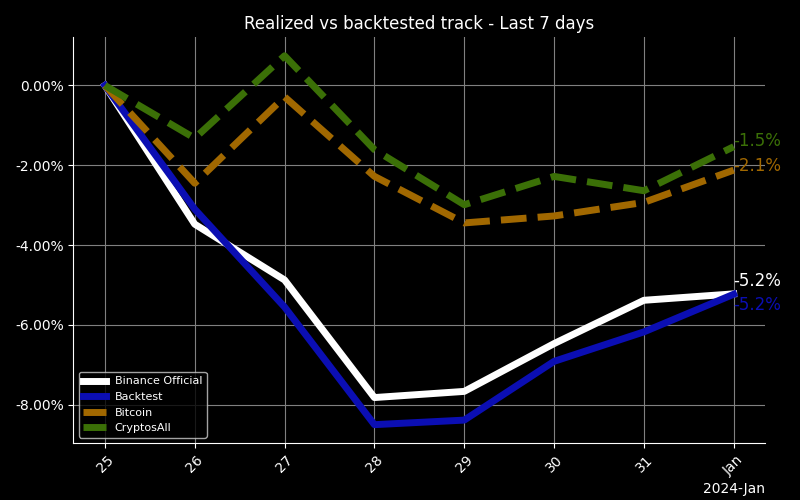 Realized vs backtested track - Last 7 days
0.00%
-2.00%
-4.00%
-6.00%
-8.00%
-1.5%
-2.1%
-5.2%
-5.2%
Binance Official
Backtest
Bitcoin
CryptosAll
25
26
27
28
29
30
31
Jan
2024-Jan